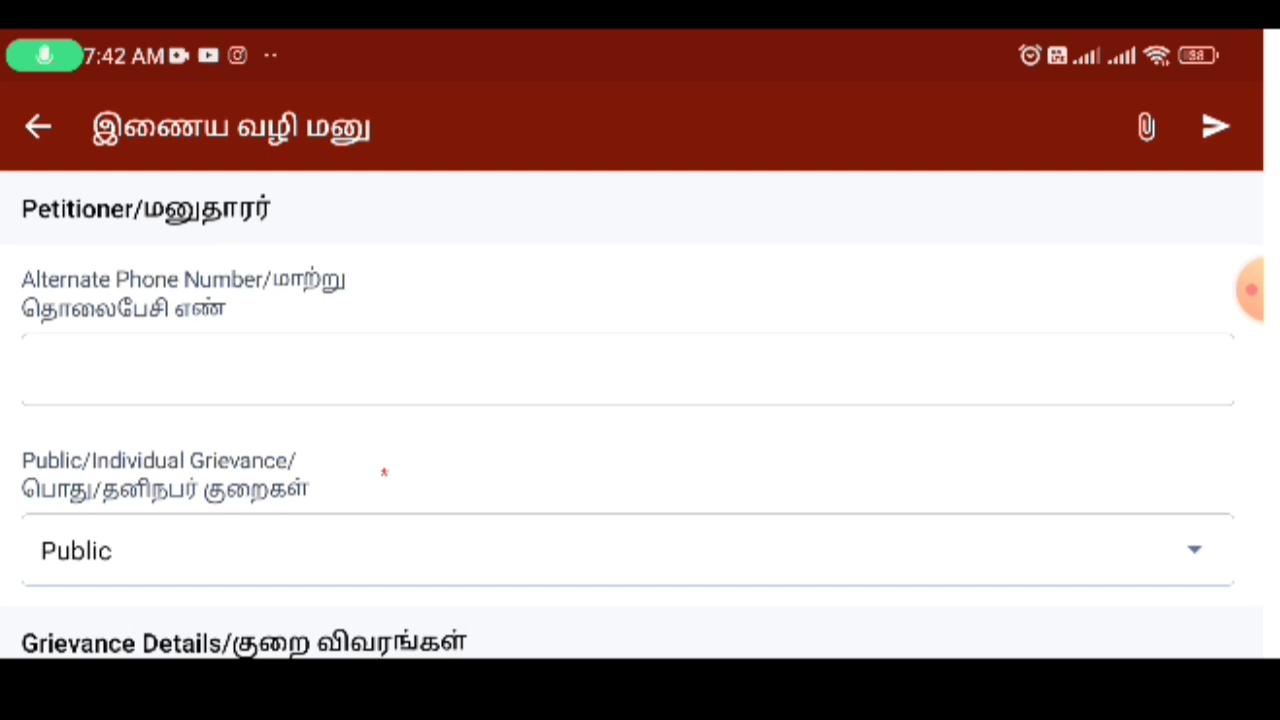 7:42 AM
38
இணைய வழி மனு
Petitioner/மனுதாரர்
Alternate Phone Number/மாற்று
தொலைபேசி எண்
Public/Individual Grievance/
பொது/தனிநபர் குறைகள்
*
Public
Grievance Details/குறை விவரங்கள்